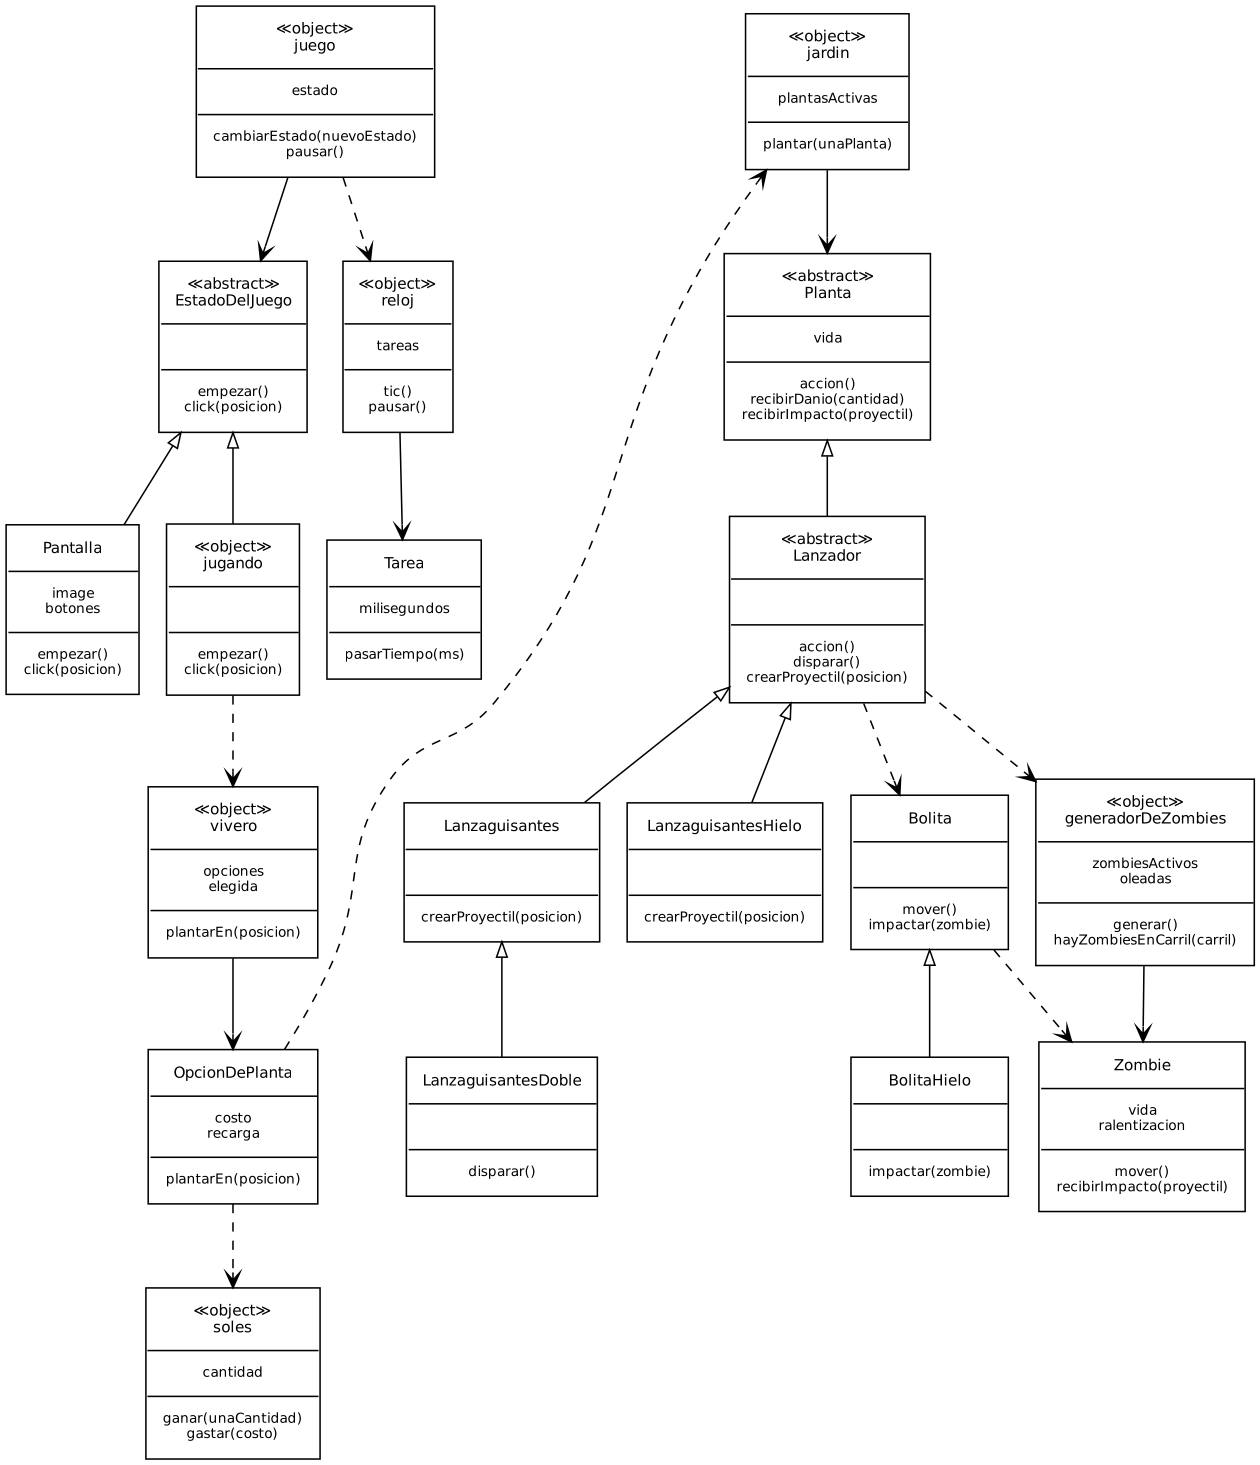 ≪object≫
juego
estado
cambiarEstado(nuevoEstado)
pausar()
≪object≫
jardin
plantasActivas
plantar(unaPlanta)
≪abstract≫
EstadoDelJuego
empezar()
click(posicion)
≪object≫
reloj
tareas
tic()
pausar()
≪abstract≫
Planta
vida
accion()
recibirDanio(cantidad)
recibirImpacto(proyectil)
Pantalla
image
botones
empezar()
click(posicion)
≪object≫
jugando
empezar()
click(posicion)
Tarea
milisegundos
pasarTiempo(ms)
≪abstract≫
Lanzador
accion()
disparar()
crearProyectil(posicion)
≪object≫
vivero
opciones
elegida
plantarEn(posicion)
Lanzaguisantes
crearProyectil(posicion)
LanzaguisantesHielo
crearProyectil(posicion)
Bolita
mover()
impactar(zombie)
≪object≫
generadorDeZombies
zombiesActivos
oleadas
generar()
hayZombiesEnCarril(carril)
OpcionDePlanta
costo
recarga
plantarEn(posicion)
LanzaguisantesDoble
disparar()
BolitaHielo
impactar(zombie)
Zombie
vida
ralentizacion
mover()
recibirImpacto(proyectil)
≪object≫
soles
cantidad
ganar(unaCantidad)
gastar(costo)